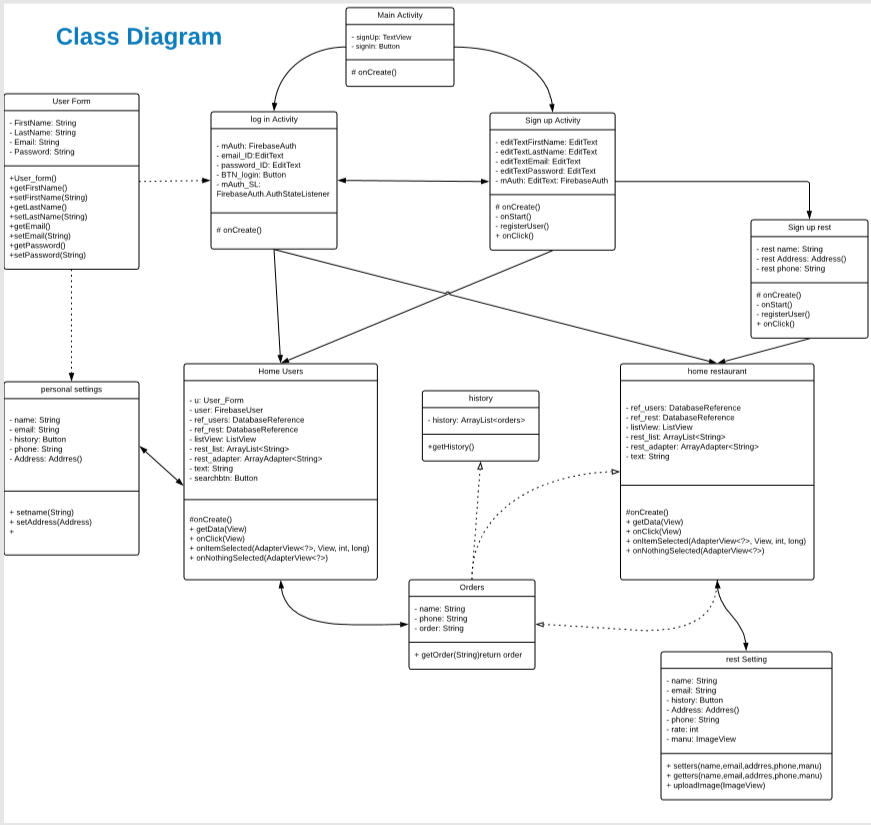 Class Diagram
Main Activity
- signUp: TextView
- signIn: Button
# onCreate()
User Form
- FirstName: String
- LastName: String
- Email: String
- Password: String
+User_form()
+getFirstName()
+setFirstName(String)
+getLastName()
+setLastName(String)
+getEmail()
+setEmail(String)
+getPassword()
+setPassword(String)
log in Activity
- mAuth: FirebaseAuth
- email_ID:EditText
- password_ID: EditText
- BTN_login: Button
- mAuth_SL:
FirebaseAuth.AuthStateListener
# onCreate()
Sign up Activity
- editTextFirstName: EditText
- editTextLastName: EditText
- editTextEmail: EditText
- editTextPassword: EditText
- mAuth: EditText: FirebaseAuth
# onCreate()
- onStart()
- registerUser()
+ onClick()
Sign up rest
- rest name: String
- rest Address: Address()
- rest phone: String
# onCreate()
- onStart()
- registerUser()
+ onClick()
personal settings
- name: String
- email: String
- history: Button
- phone: String
- Address: Addrres()
+ setname(String)
+ setAddress(Address)
+
Home Users
- u: User_Form
- user: FirebaseUser
- ref_users: DatabaseReference
- ref_rest: DatabaseReference
- listView: ListView
- rest_list: ArrayList<String>
- rest_adapter: ArrayAdapter<String>
- text: String
- searchbtn: Button
#onCreate()
+ getData(View)
+ onClick(View)
+ onItemSelected(AdapterView<?>, View, int, long)
+ onNothingSelected(AdapterView<?>)
history
- history: ArrayList<orders>
+getHistory()
home restaurant
- ref_users: DatabaseReference
- ref_rest: DatabaseReference
- listView: ListView
- rest_list: ArrayList<String>
- rest_adapter: ArrayAdapter<String>
- text: String
#onCreate()
+ getData(View)
+ onClick(View)
+ onItemSelected(AdapterView<?>, View, int, long)
+ onNothingSelected(AdapterView<?>)
Orders
- name: String
- phone: String
- order: String
+ getOrder(String)return order
rest Setting
- name: String
- email: String
- history: Button
- Address: Addrres()
- phone: String
- rate: int
- manu: ImageView
+ setters(name,email,addrres,phone,manu)
+ getters(name,email,addrres,phone,manu)
+ uploadImage(ImageView)